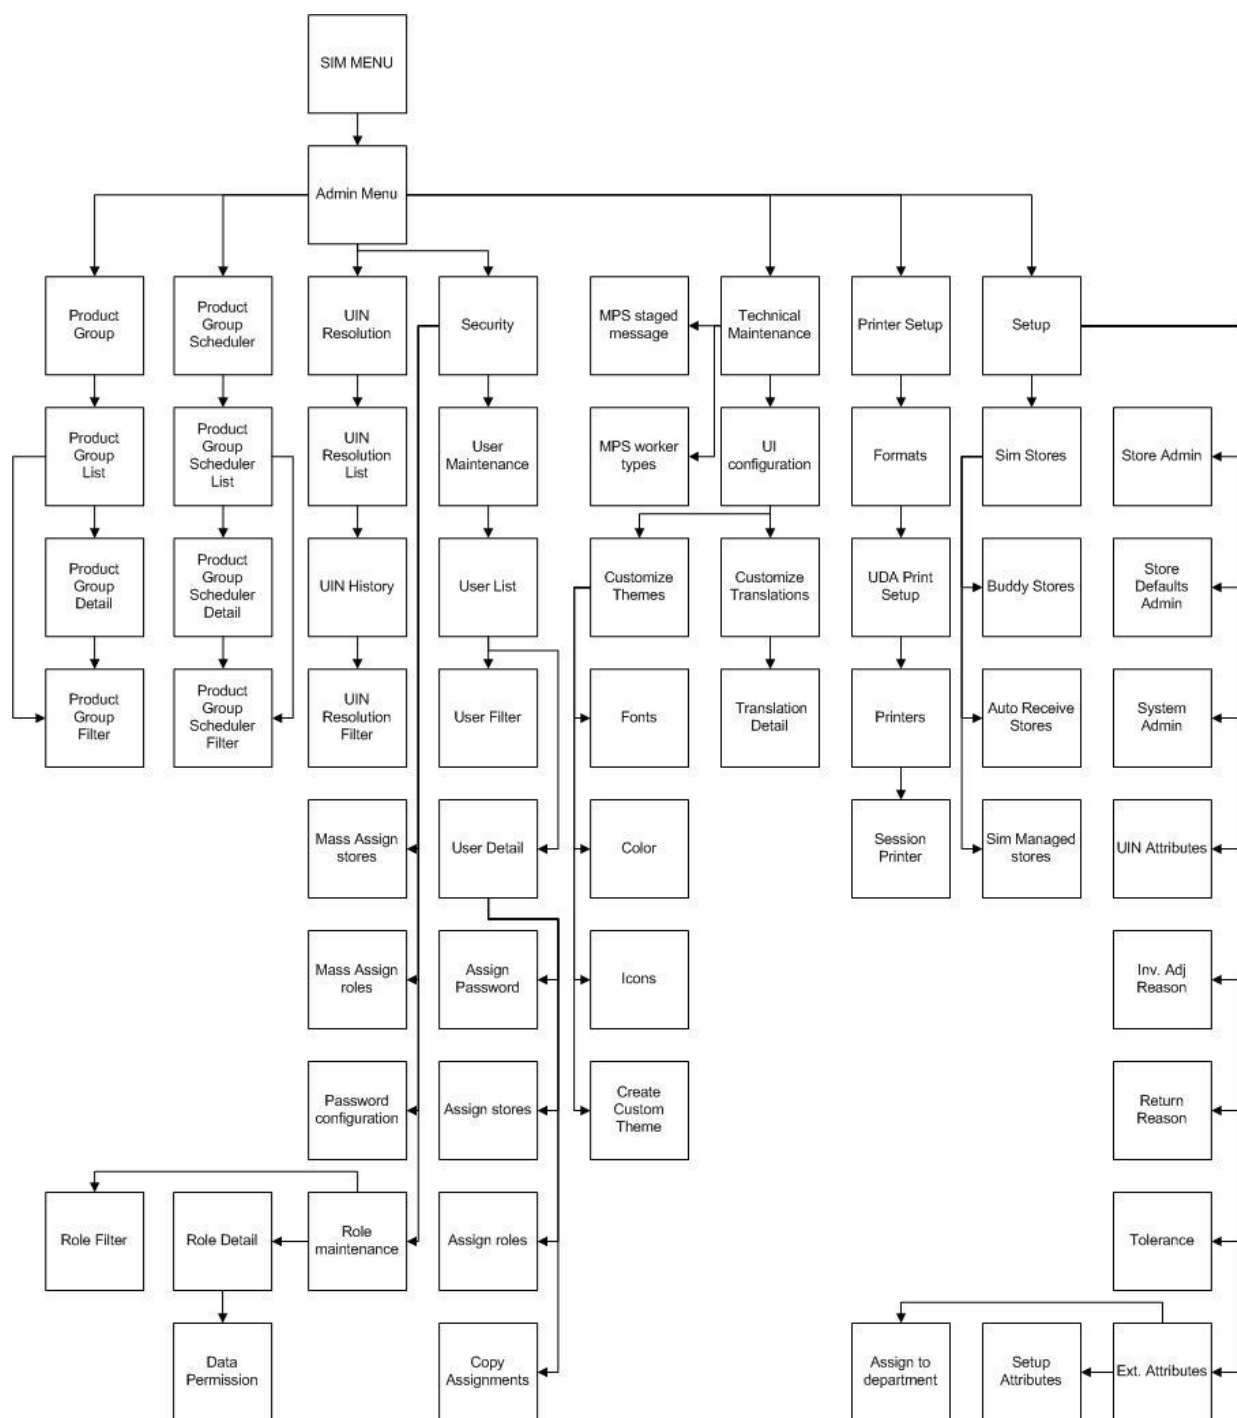 SIM MENU
Admin Menu
Product
Group
Product
Group
Scheduler
UIN
Resolution
Security
MPS staged
message
Technical
Maintenance
Printer Setup
Setup
Product
Group
List
Product
Group
Scheduler
List
UIN
Resolution
List
User
Maintenance
MPS worker
types
UI
configuration
Formats
Sim Stores
Store Admin
Product
Group
Detail
Product
Group
Scheduler
Detail
UIN History
User List
Customize
Themes
Customize
Translations
UDA Print
Setup
Buddy Stores
Store
Defaults
Admin
Product
Group
Filter
Product
Group
Scheduler
Filter
UIN
Resolution
Filter
User Filter
Fonts
Translation
Detail
Printers
Auto Receive
Stores
System
Admin
Mass Assign
stores
User Detail
Color
Session
Printer
Sim Managed
stores
UIN Attributes
Mass Assign
roles
Assign
Password
Icons
Inv. Adj
Reason
Password
configuration
Assign stores
Create
Custom
Theme
Return
Reason
Role Filter
Role Detail
Role
maintenance
Assign roles
Tolerance
Data
Permission
Copy
Assignments
Assign to
department
Setup
Attributes
Ext. Attributes